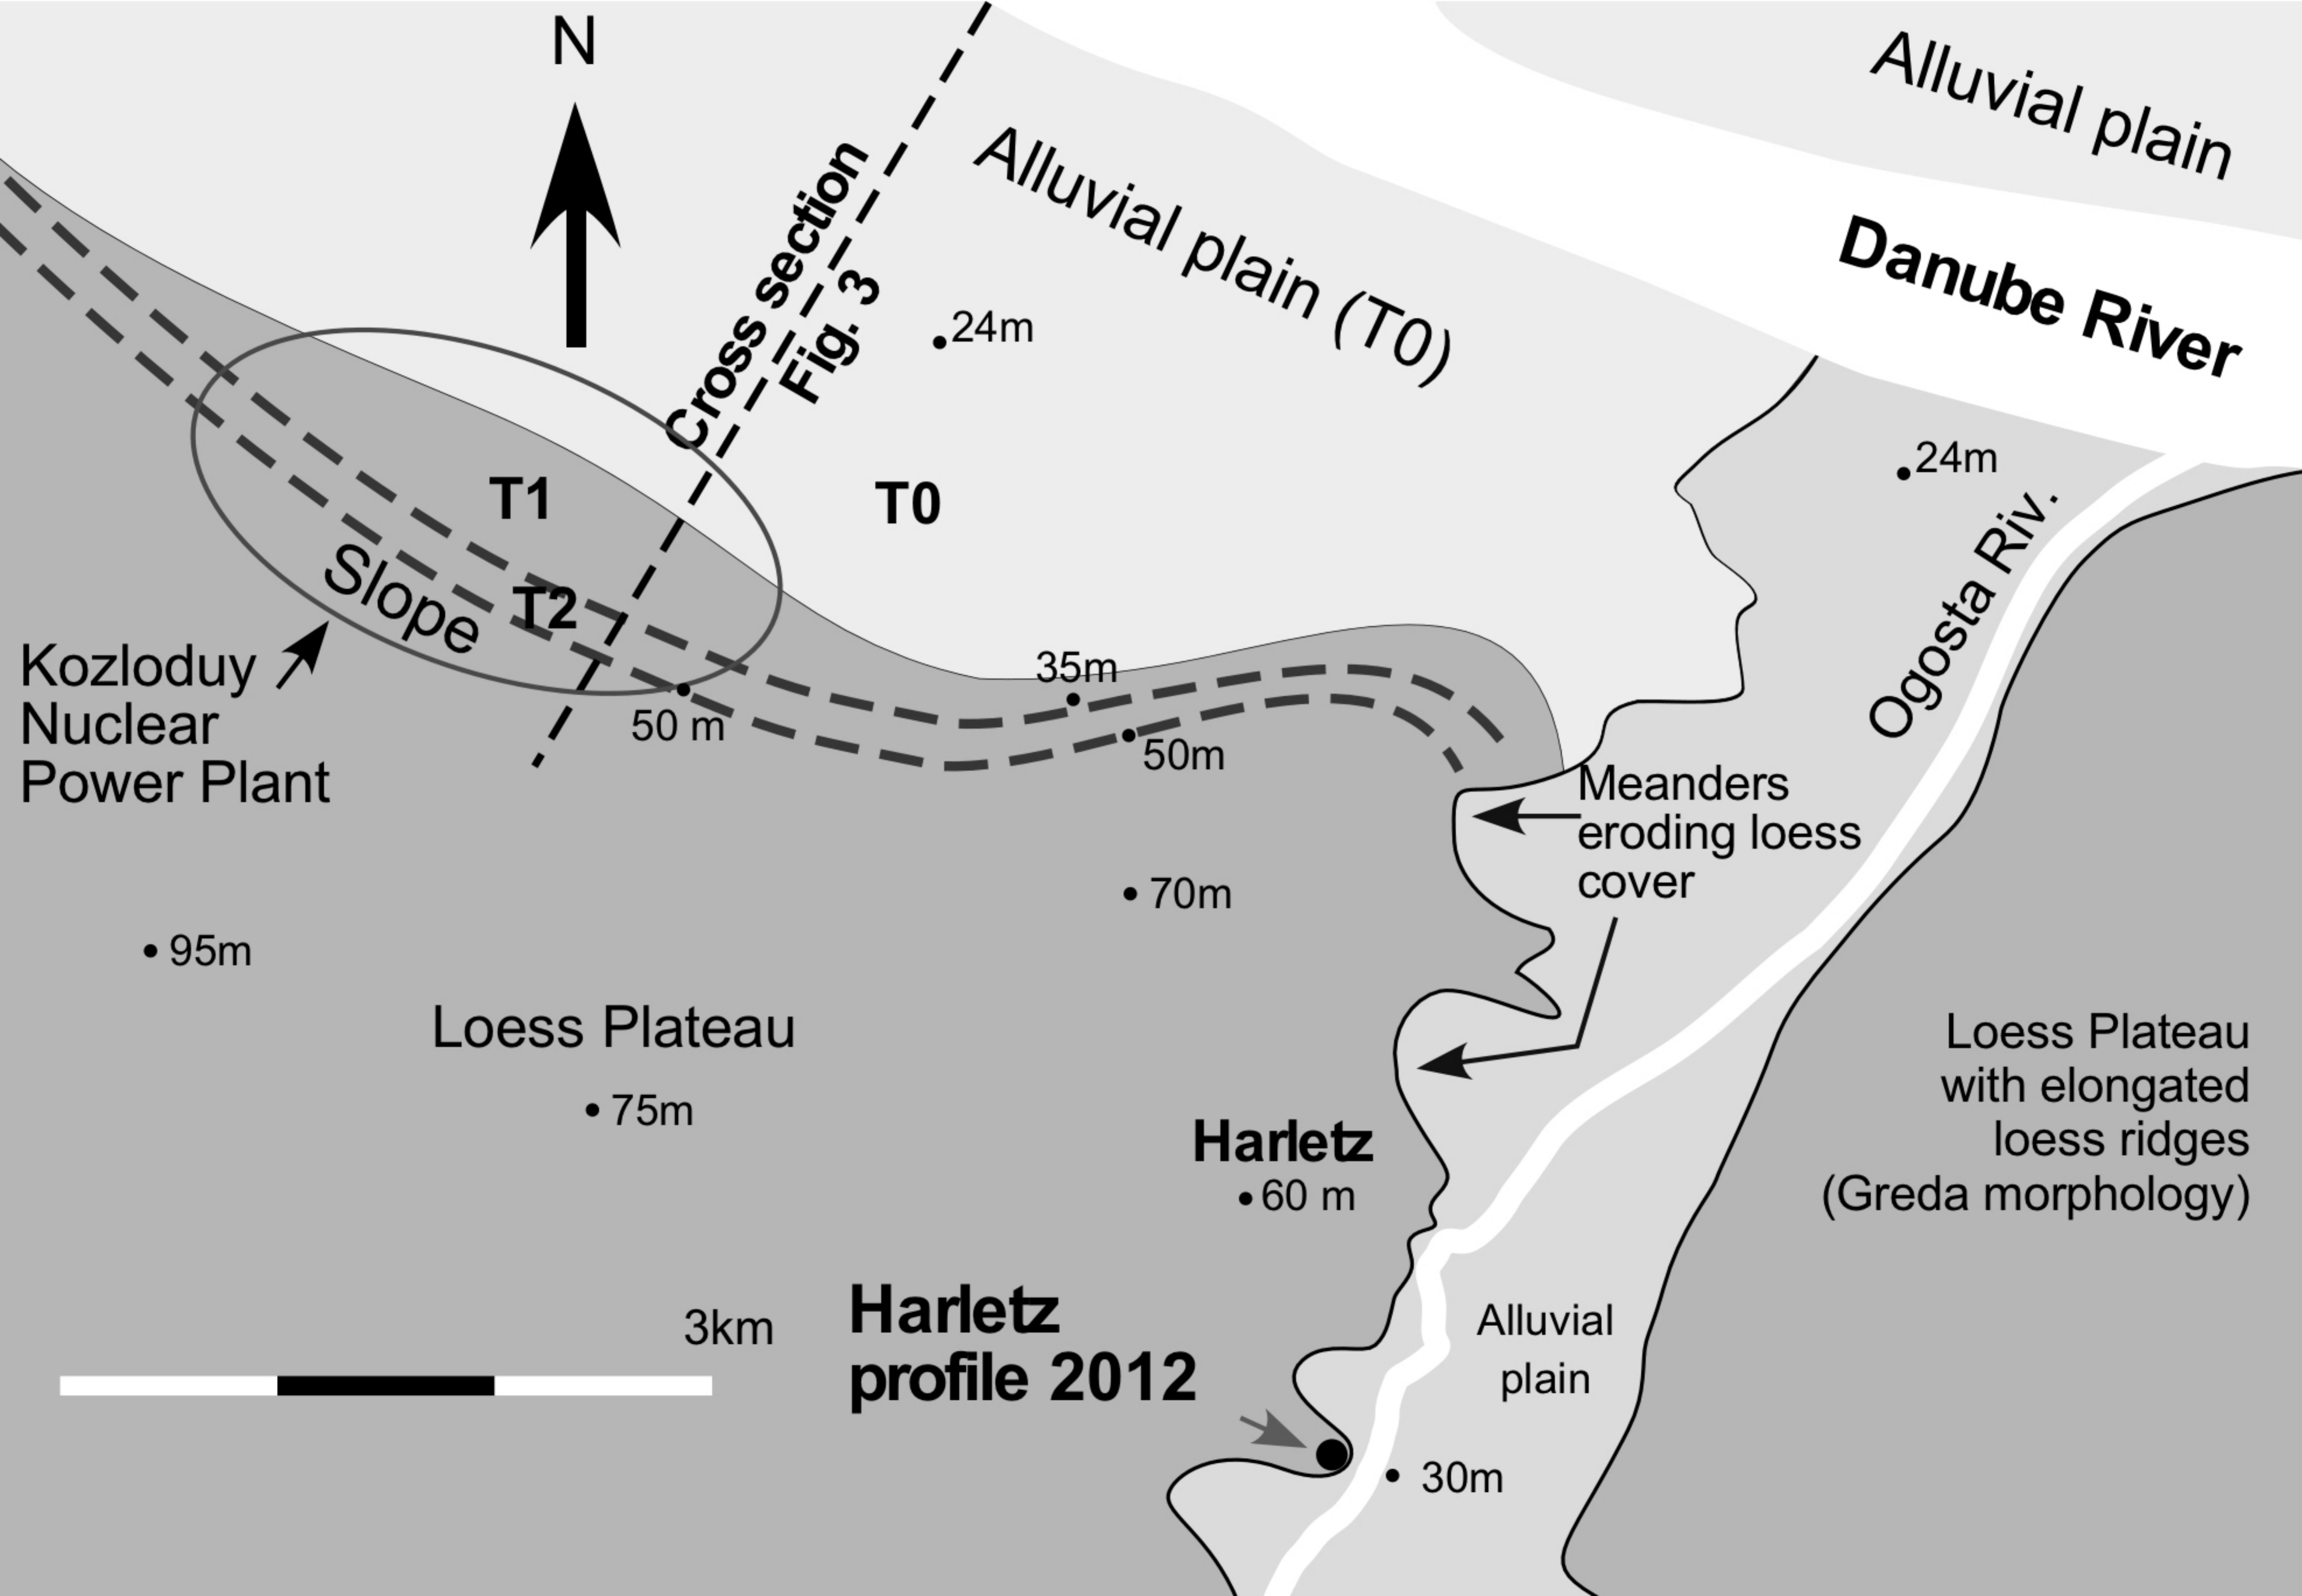 N
Alluvial plain
Cross section
Fig. 3
Alluvial plain (T0)
Danube River
24m
24m
T1
T0
Ogosta Riv.
Slope
T2
Kozloduy
Nuclear
Power Plant
35m
50 m
50m
Meanders
eroding loess
cover
70m
95m
Loess Plateau
Loess Plateau
with elongated
loess ridges
(Greda morphology)
75m
Harletz
60 m
3km
Harletz
profile 2012
Alluvial
plain
30m